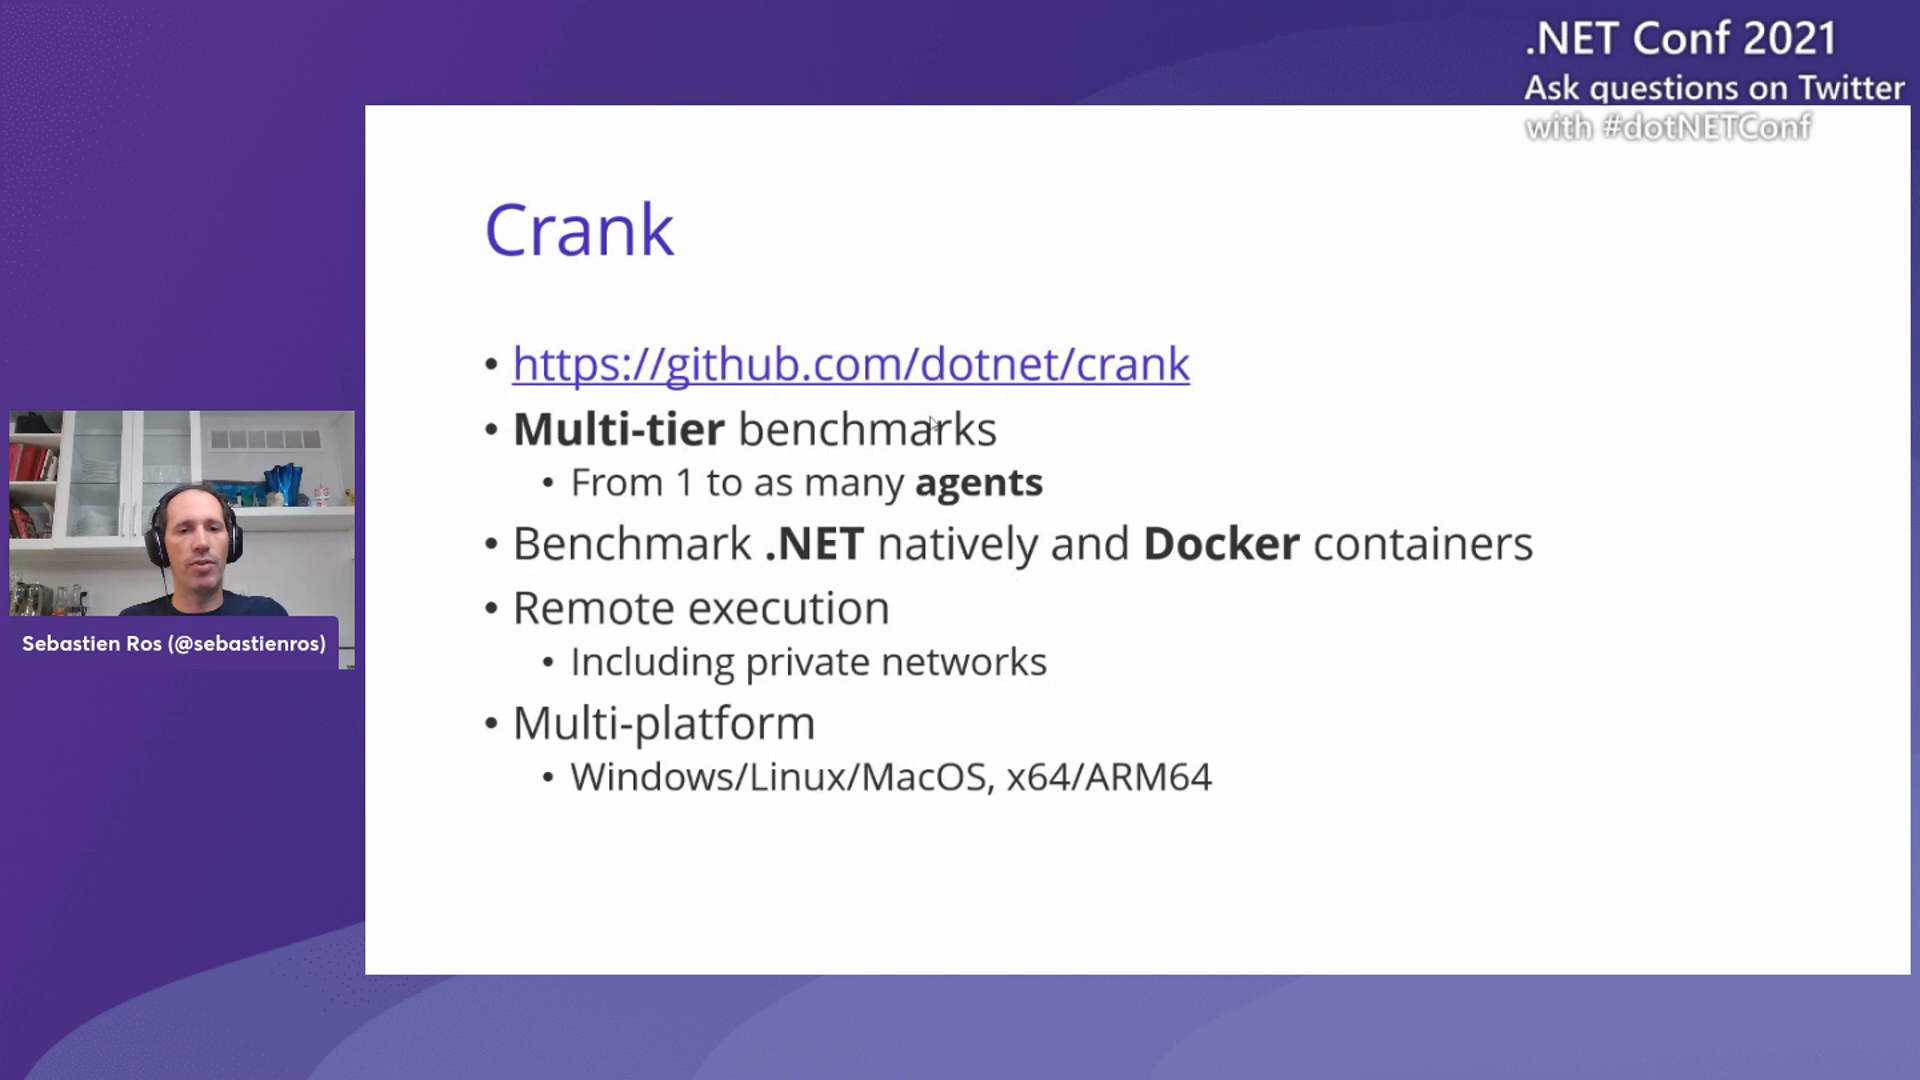 .NET Conf 2021
Ask questions on Twitter
with #dotNETConf
Crank
• https://github.com/dotnet/crank
• Multi-tier benchmarks
• From 1 to as many agents
• Benchmark .NET natively and Docker containers
• Remote execution
• Including private networks
• Multi-platform
• Windows/Linux/MacOS, x64/ARM64
Sebastien Ros (@sebastienros)